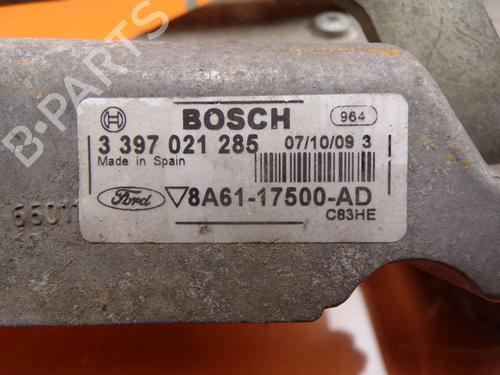 B-PARTS
BOSCH 964
3 397 021 285 07/10/09 3
Made in Spain
Ford 8A61-17500-AD
C83HE